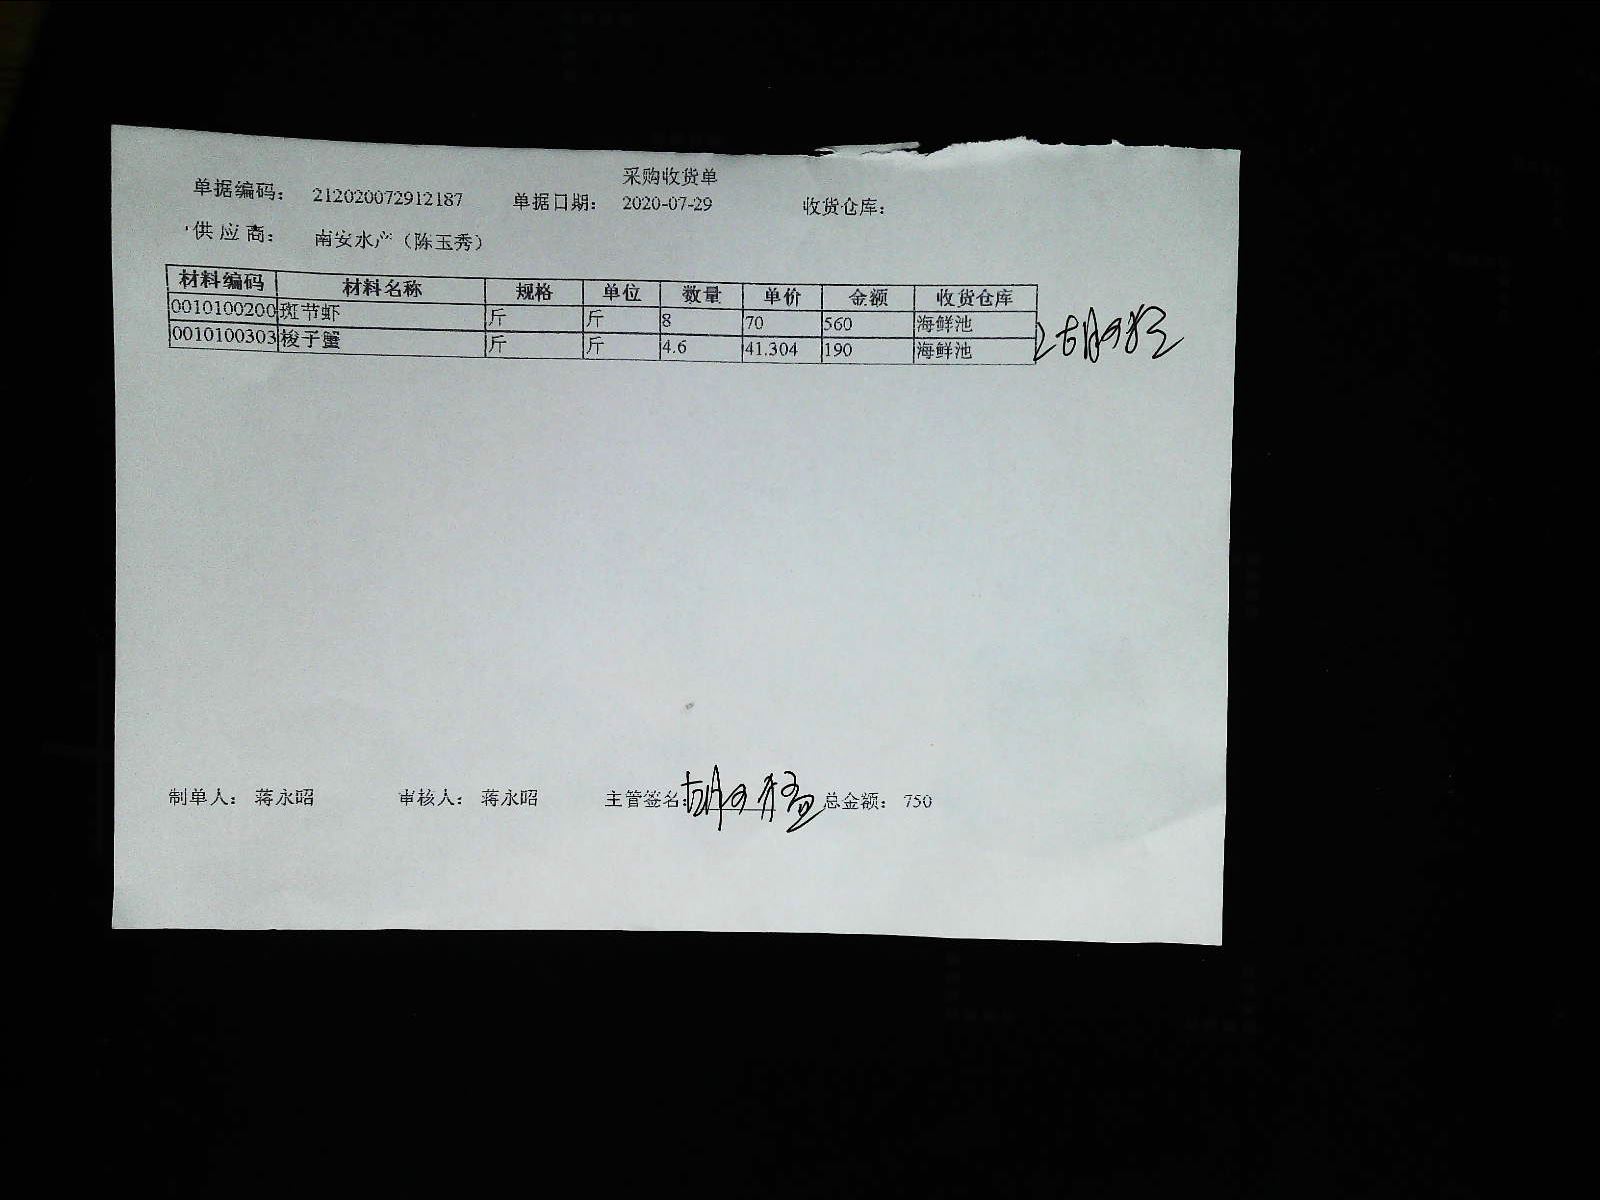 采购收货单
单据编码： 212020072912187 单据日期： 2020-07-29 收货仓库：
供应商： 南安水产（陈玉秀）
材料编码 材料名称 规格 单位 数量 单价 金额 收货仓库
0010100200 斑节虾 斤 斤 8 70 560 海鲜池
0010100303 梭子蟹 斤 斤 4.6 41.304 190 海鲜池
制单人： 蒋永昭 审核人： 蒋永昭 主管签名： 总金额： 750